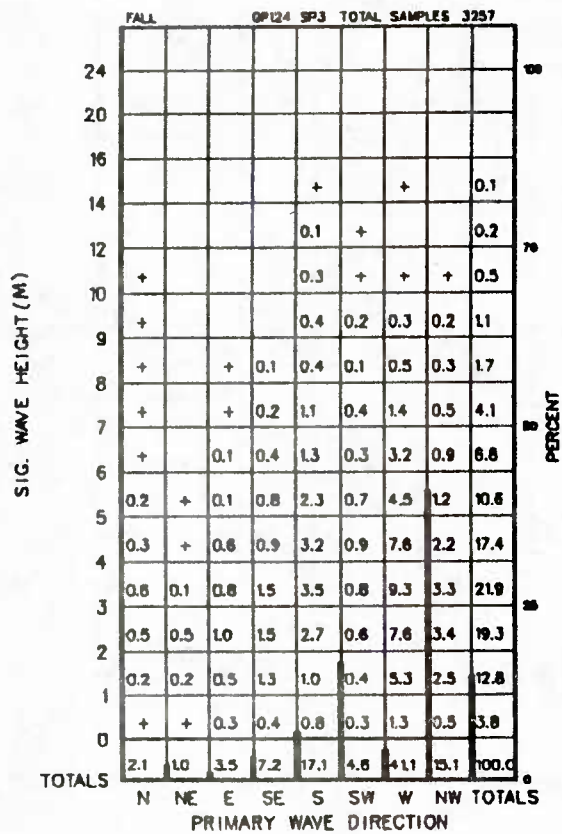 FALL OP124 SP3 TOTAL SAMPLES 3257
24 100
20
16
+ + 0.1
14
0.1 + 0.2
12 75
+ 0.3 + + + 0.5
10
+ 0.4 0.2 0.3 0.2 1.1
9
+ + 0.1 0.4 0.1 0.5 0.3 1.7
8
+ + 0.2 1.1 0.4 1.4 0.5 4.1
7 50
+ 0.1 0.4 1.3 0.3 3.2 0.9 6.8
6
0.2 + 0.1 0.8 2.3 0.7 4.5 1.2 10.6
5
0.3 + 0.6 0.9 3.2 0.9 7.6 2.2 17.4
4
0.6 0.1 0.8 1.5 3.5 0.8 9.3 3.3 21.9
3 25
0.5 0.5 1.0 1.5 2.7 0.6 7.6 3.4 19.3
2
0.2 0.2 0.5 1.3 1.0 0.4 5.3 2.5 12.8
1
+ + 0.3 0.4 0.8 0.3 1.3 0.5 3.8
0
2.1 1.0 3.5 7.2 17.1 4.6 41.1 15.1 100.0
TOTALS 0
N NE E SE S SW W NW TOTALS
PRIMARY WAVE DIRECTION
SIG. WAVE HEIGHT (M)
PERCENT